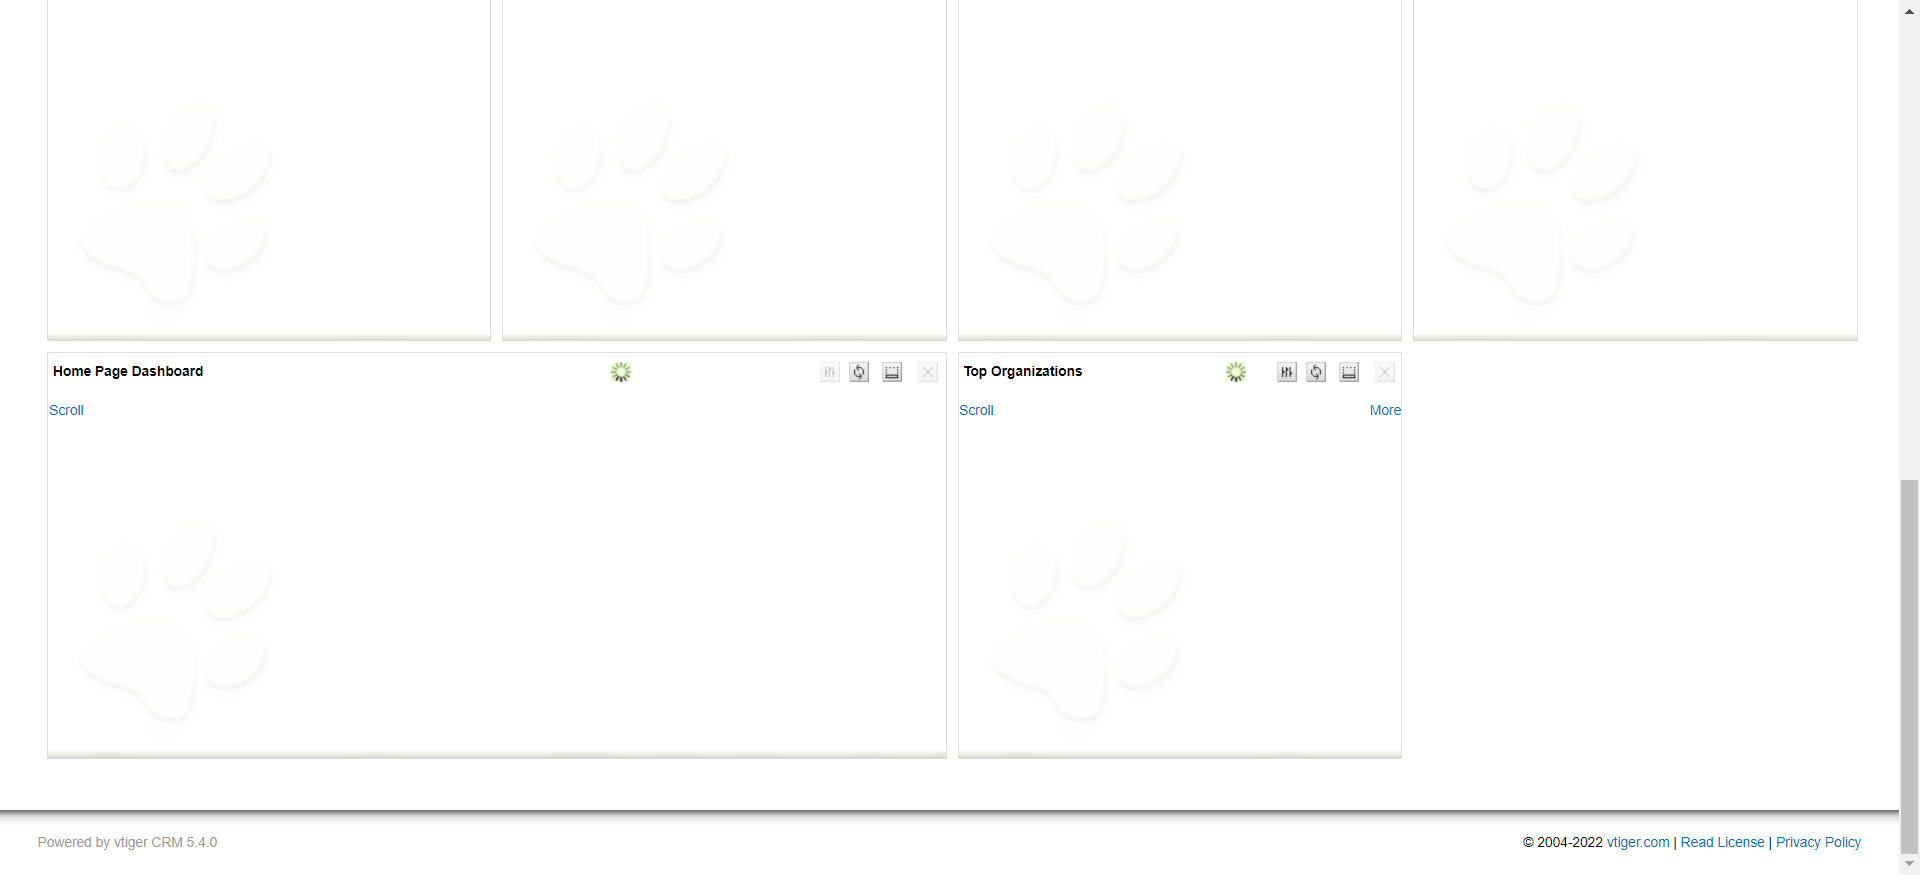 Home Page Dashboard
Top Organizations
Scroll
Scroll
More
Powered by vtiger CRM 5.4.0
© 2004-2022 vtiger.com | Read License | Privacy Policy